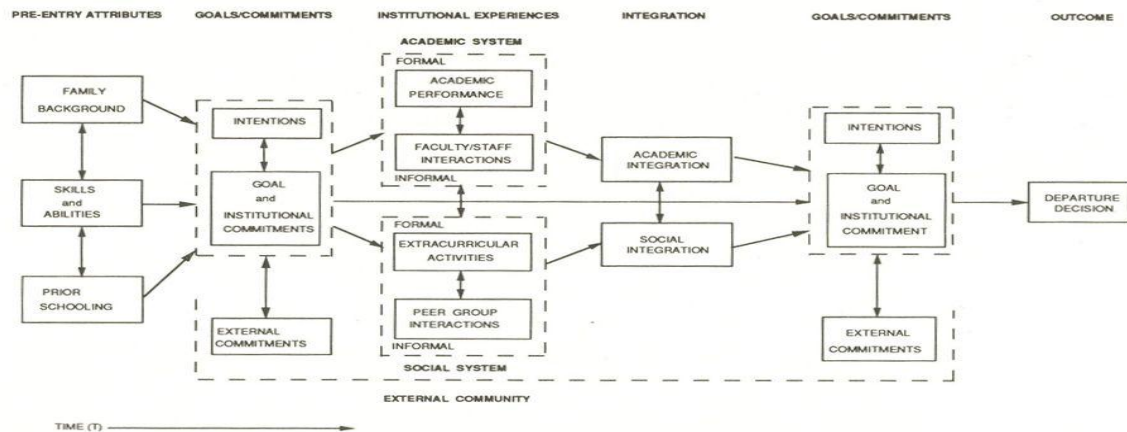 PRE-ENTRY ATTRIBUTES
GOALS/COMMITMENTS
INSTITUTIONAL EXPERIENCES
INTEGRATION
GOALS/COMMITMENTS
OUTCOME
FAMILY
BACKGROUND
SKILLS
and
ABILITIES
PRIOR
SCHOOLING
INTENTIONS
GOAL
and
INSTITUTIONAL
COMMITMENTS
EXTERNAL
COMMITMENTS
ACADEMIC SYSTEM
FORMAL
ACADEMIC
PERFORMANCE
FACULTY/STAFF
INTERACTIONS
INFORMAL
FORMAL
EXTRACURRICULAR
ACTIVITIES
PEER GROUP
INTERACTIONS
INFORMAL
SOCIAL SYSTEM
EXTERNAL COMMUNITY
ACADEMIC
INTEGRATION
SOCIAL
INTEGRATION
INTENTIONS
GOAL
and
INSTITUTIONAL
COMMITMENT
EXTERNAL
COMMITMENTS
DEPARTURE
DECISION
TIME (T)